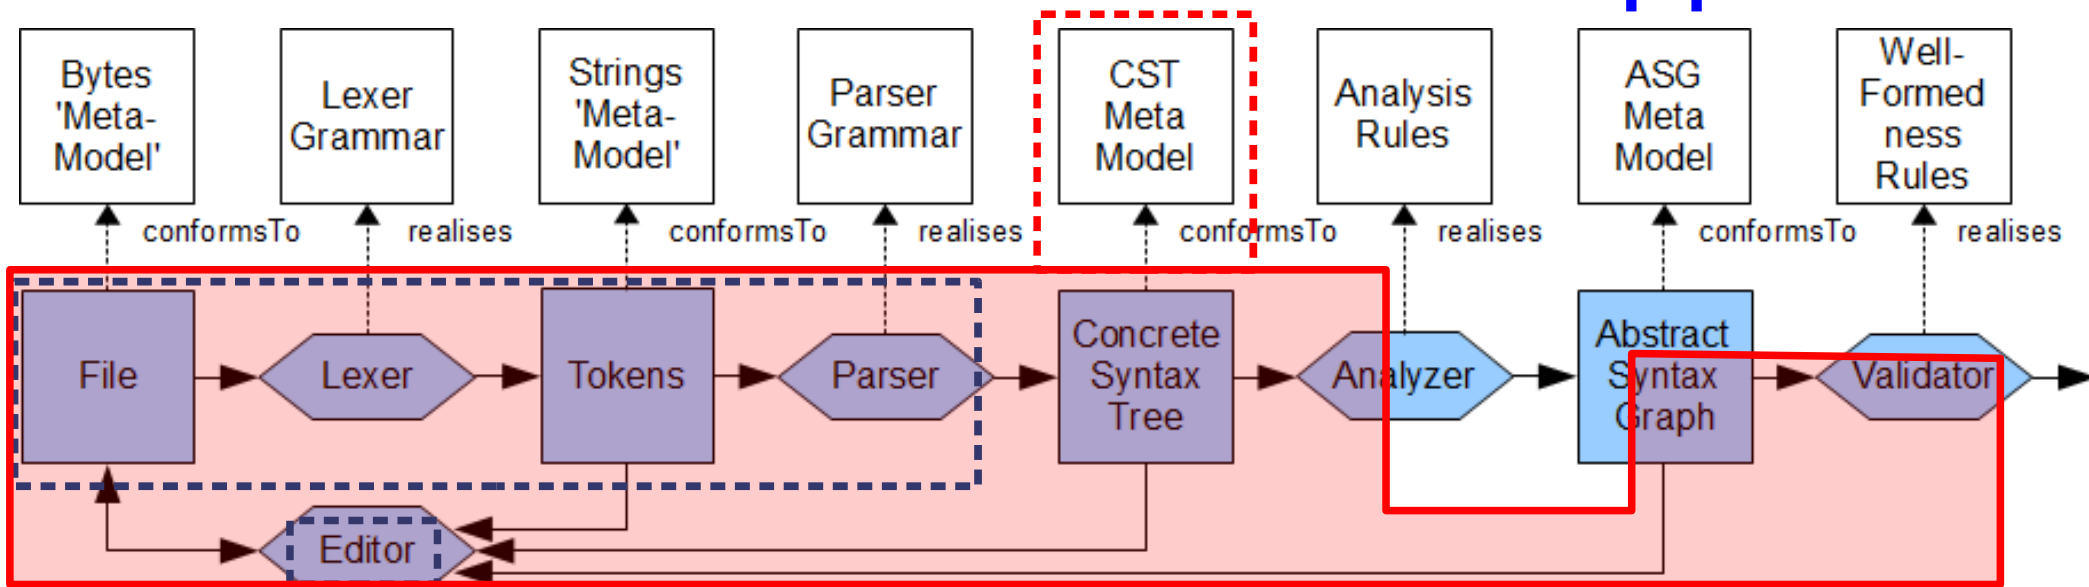 Bytes
'Meta-
Model'
Lexer
Grammar
Strings
'Meta-
Model'
Parser
Grammar
CST
Meta
Model
Analysis
Rules
ASG
Meta
Model
Well-
Formed
ness
Rules
conformsTo
realises
conformsTo
realises
conformsTo
realises
conformsTo
realises
File
Lexer
Tokens
Parser
Concrete
Syntax
Tree
Analyzer
Abstract
Syntax
Graph
Validator
Editor